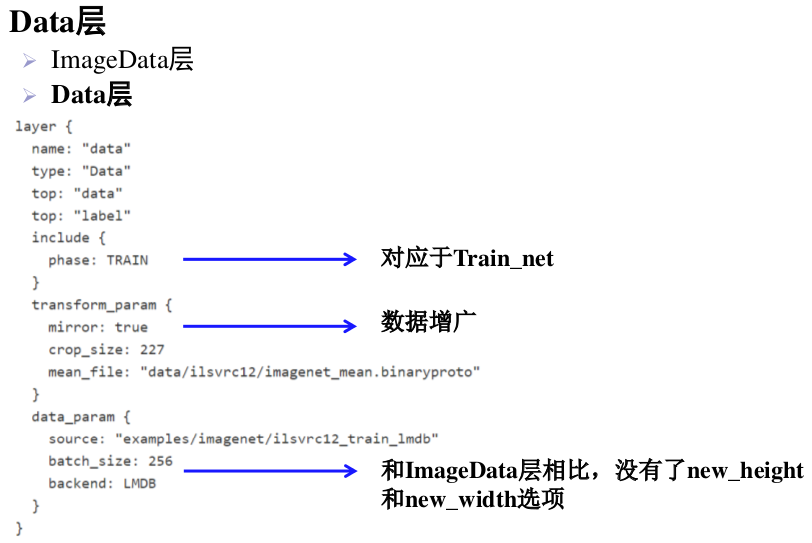 Data层
ImageData层
Data层
layer {
name: "data"
type: "Data"
top: "data"
top: "label"
include {
phase: TRAIN
对应于Train_net
}
transform_param {
mirror: true
数据增广
crop_size: 227
mean_file: "data/ilsvrc12/imagenet_mean.binaryproto"
}
data_param {
source: "examples/imagenet/ilsvrc12_train_lmdb"
batch_size: 256
backend: LMDB
和ImageData层相比，没有了new_height
和new_width选项
}
}